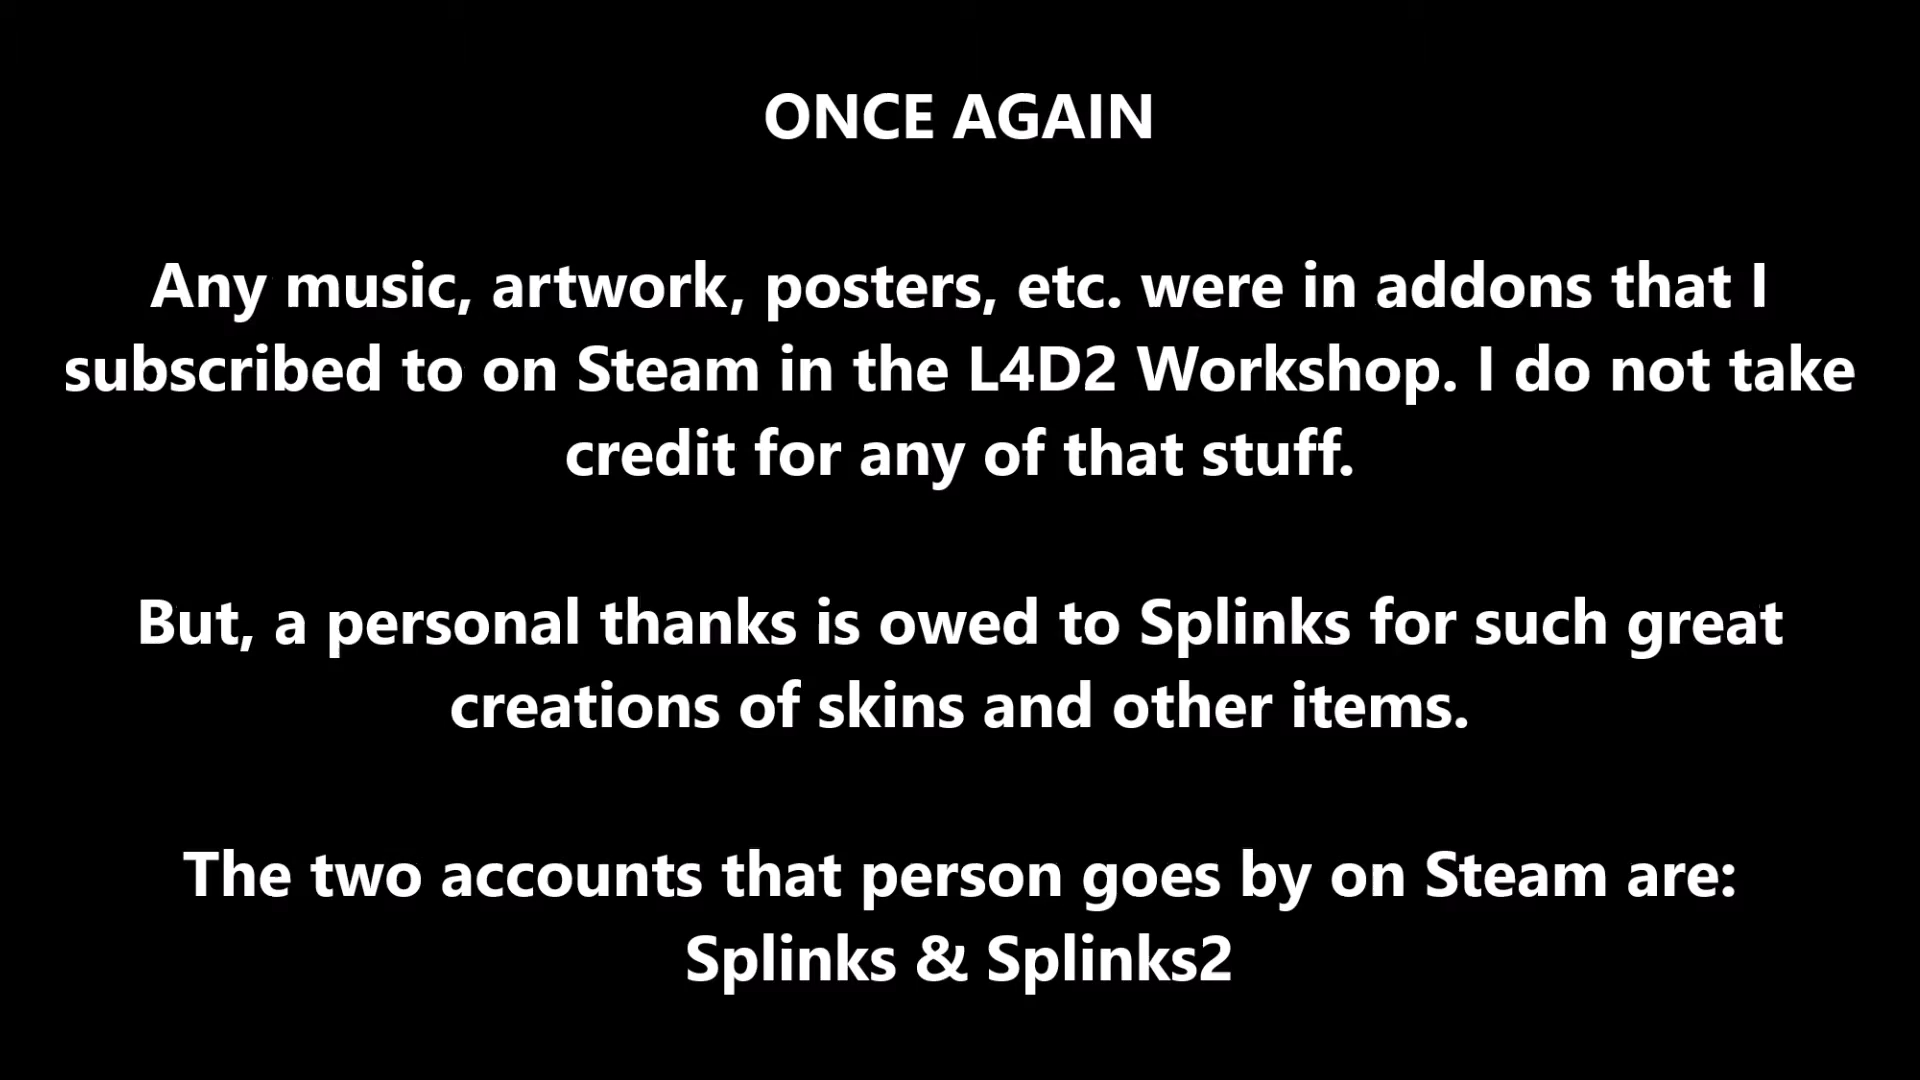 ONCE AGAIN
Any music, artwork, posters, etc. were in addons that I
subscribed to on Steam in the L4D2 Workshop. I do not take
credit for any of that stuff.
But, a personal thanks is owed to Splinks for such great
creations of skins and other items.
The two accounts that person goes by on Steam are:
Splinks & Splinks2